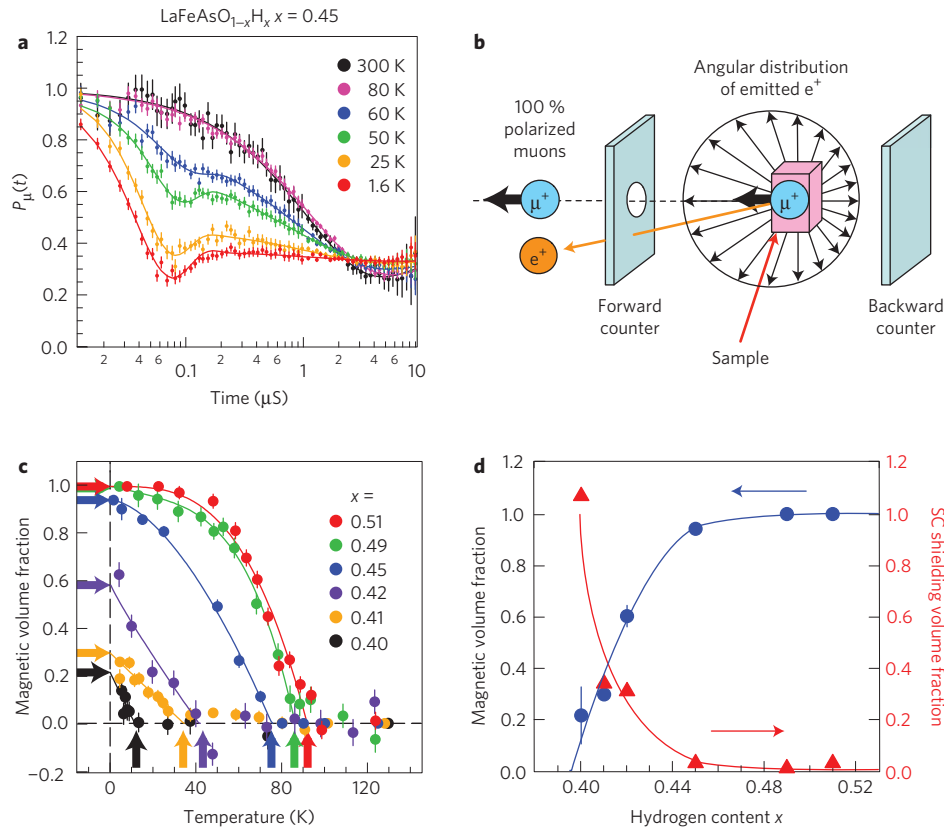 LaFeAsO1–xHx x = 0.45
a
1.2
1.0
0.8
0.6
0.4
0.2
0.0
Pμ(t)
300 K
80 K
60 K
50 K
25 K
1.6 K
2 4 6 2 4 6 2 4 6
0.1 1 10
Time (μS)
b
Angular distribution
of emitted e+
100 %
polarized
muons
μ+
μ+
e+
Forward
counter
Backward
counter
Sample
c
1.0
0.8
0.6
0.4
0.2
0.0
−0.2
Magnetic volume fraction
x =
0.51
0.49
0.45
0.42
0.41
0.40
0 20 40 60 80 100 120
Temperature (K)
d
1.2
1.0
0.8
0.6
0.4
0.2
0.0
Magnetic volume fraction
1.2
1.0
0.8
0.6
0.4
0.2
0.0
SC shielding volume
fraction
0.40 0.44 0.48 0.52
Hydrogen content x